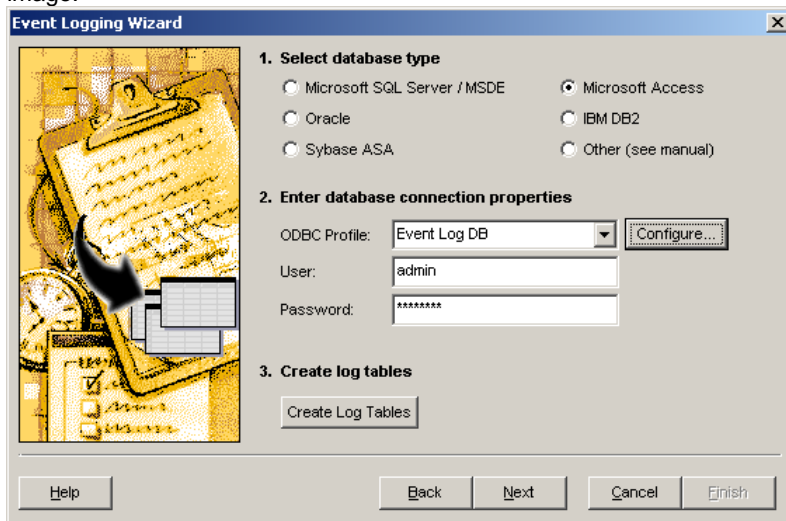 image.
Event Logging Wizard
1. Select database type
Microsoft SQL Server / MSDE
Microsoft Access
Oracle
IBM DB2
Sybase ASA
Other (see manual)
2. Enter database connection properties
ODBC Profile: Event Log DB Configure...
User: admin
Password: ********
3. Create log tables
Create Log Tables
Help Back Next Cancel Finish